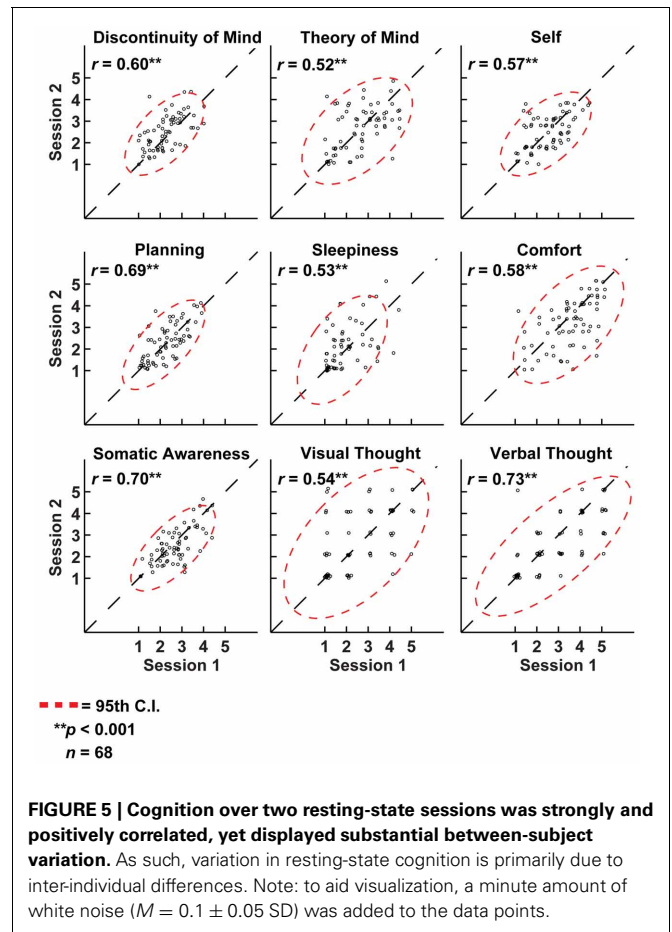 Discontinuity of Mind
Theory of Mind
Self
r = 0.60**
r = 0.52**
r = 0.57**
5
4
3
2
1
Session 2
Planning
Sleepiness
Comfort
r = 0.69**
r = 0.53**
r = 0.58**
5
4
3
2
1
Session 2
Somatic Awareness
Visual Thought
Verbal Thought
r = 0.70**
r = 0.54**
r = 0.73**
5
4
3
2
1
Session 2
1 2 3 4 5
1 2 3 4 5
1 2 3 4 5
Session 1
Session 1
Session 1
= 95th C.I.
**p < 0.001
n = 68
FIGURE 5 | Cognition over two resting-state sessions was strongly and
positively correlated, yet displayed substantial between-subject
variation. As such, variation in resting-state cognition is primarily due to
inter-individual differences. Note: to aid visualization, a minute amount of
white noise (M = 0.1 ± 0.05 SD) was added to the data points.